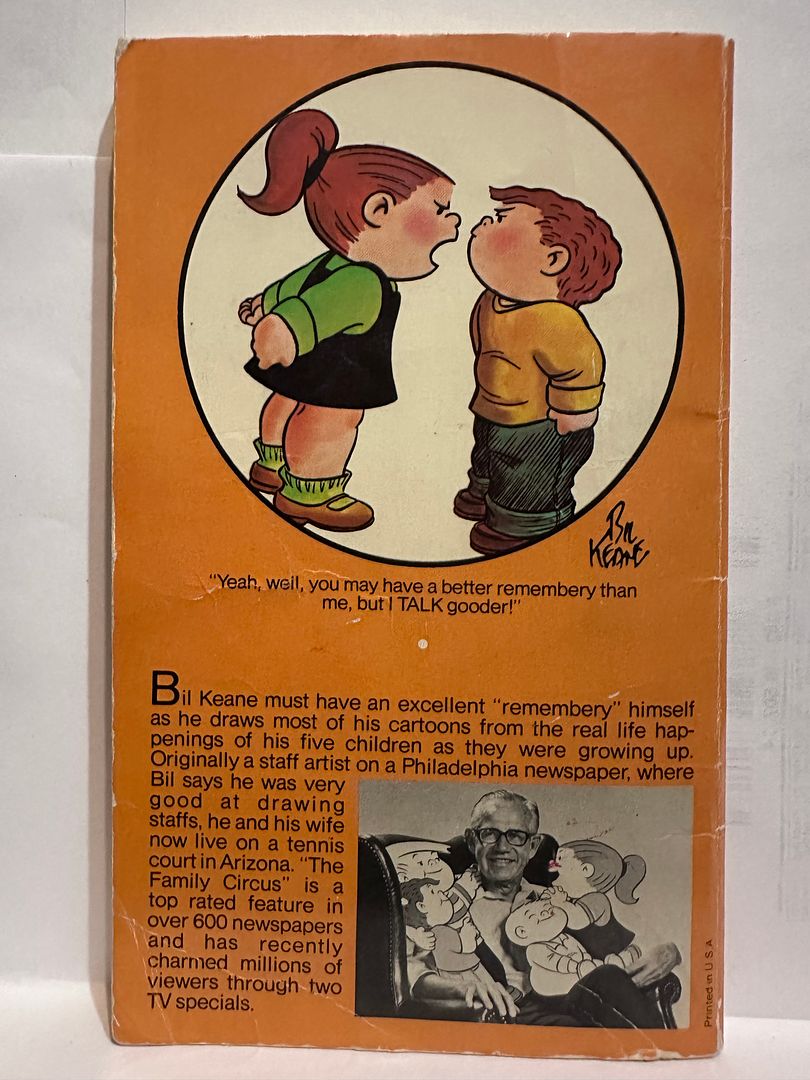 BIL
KEANE
"Yeah, well, you may have a better remembery than
me, but I TALK gooder!"
Bil Keane must have an excellent "remembery" himself
as he draws most of his cartoons from the real life hap-
penings of his five children as they were growing up.
Originally a staff artist on a Philadelphia newspaper, where
Bil says he was very
good at drawing
staffs, he and his wife
now live on a tennis
court in Arizona. "The
Family Circus" is a
top rated feature in
over 600 newspapers
and has recently
charmed millions of
viewers through two
TV specials.
Printed in U S A